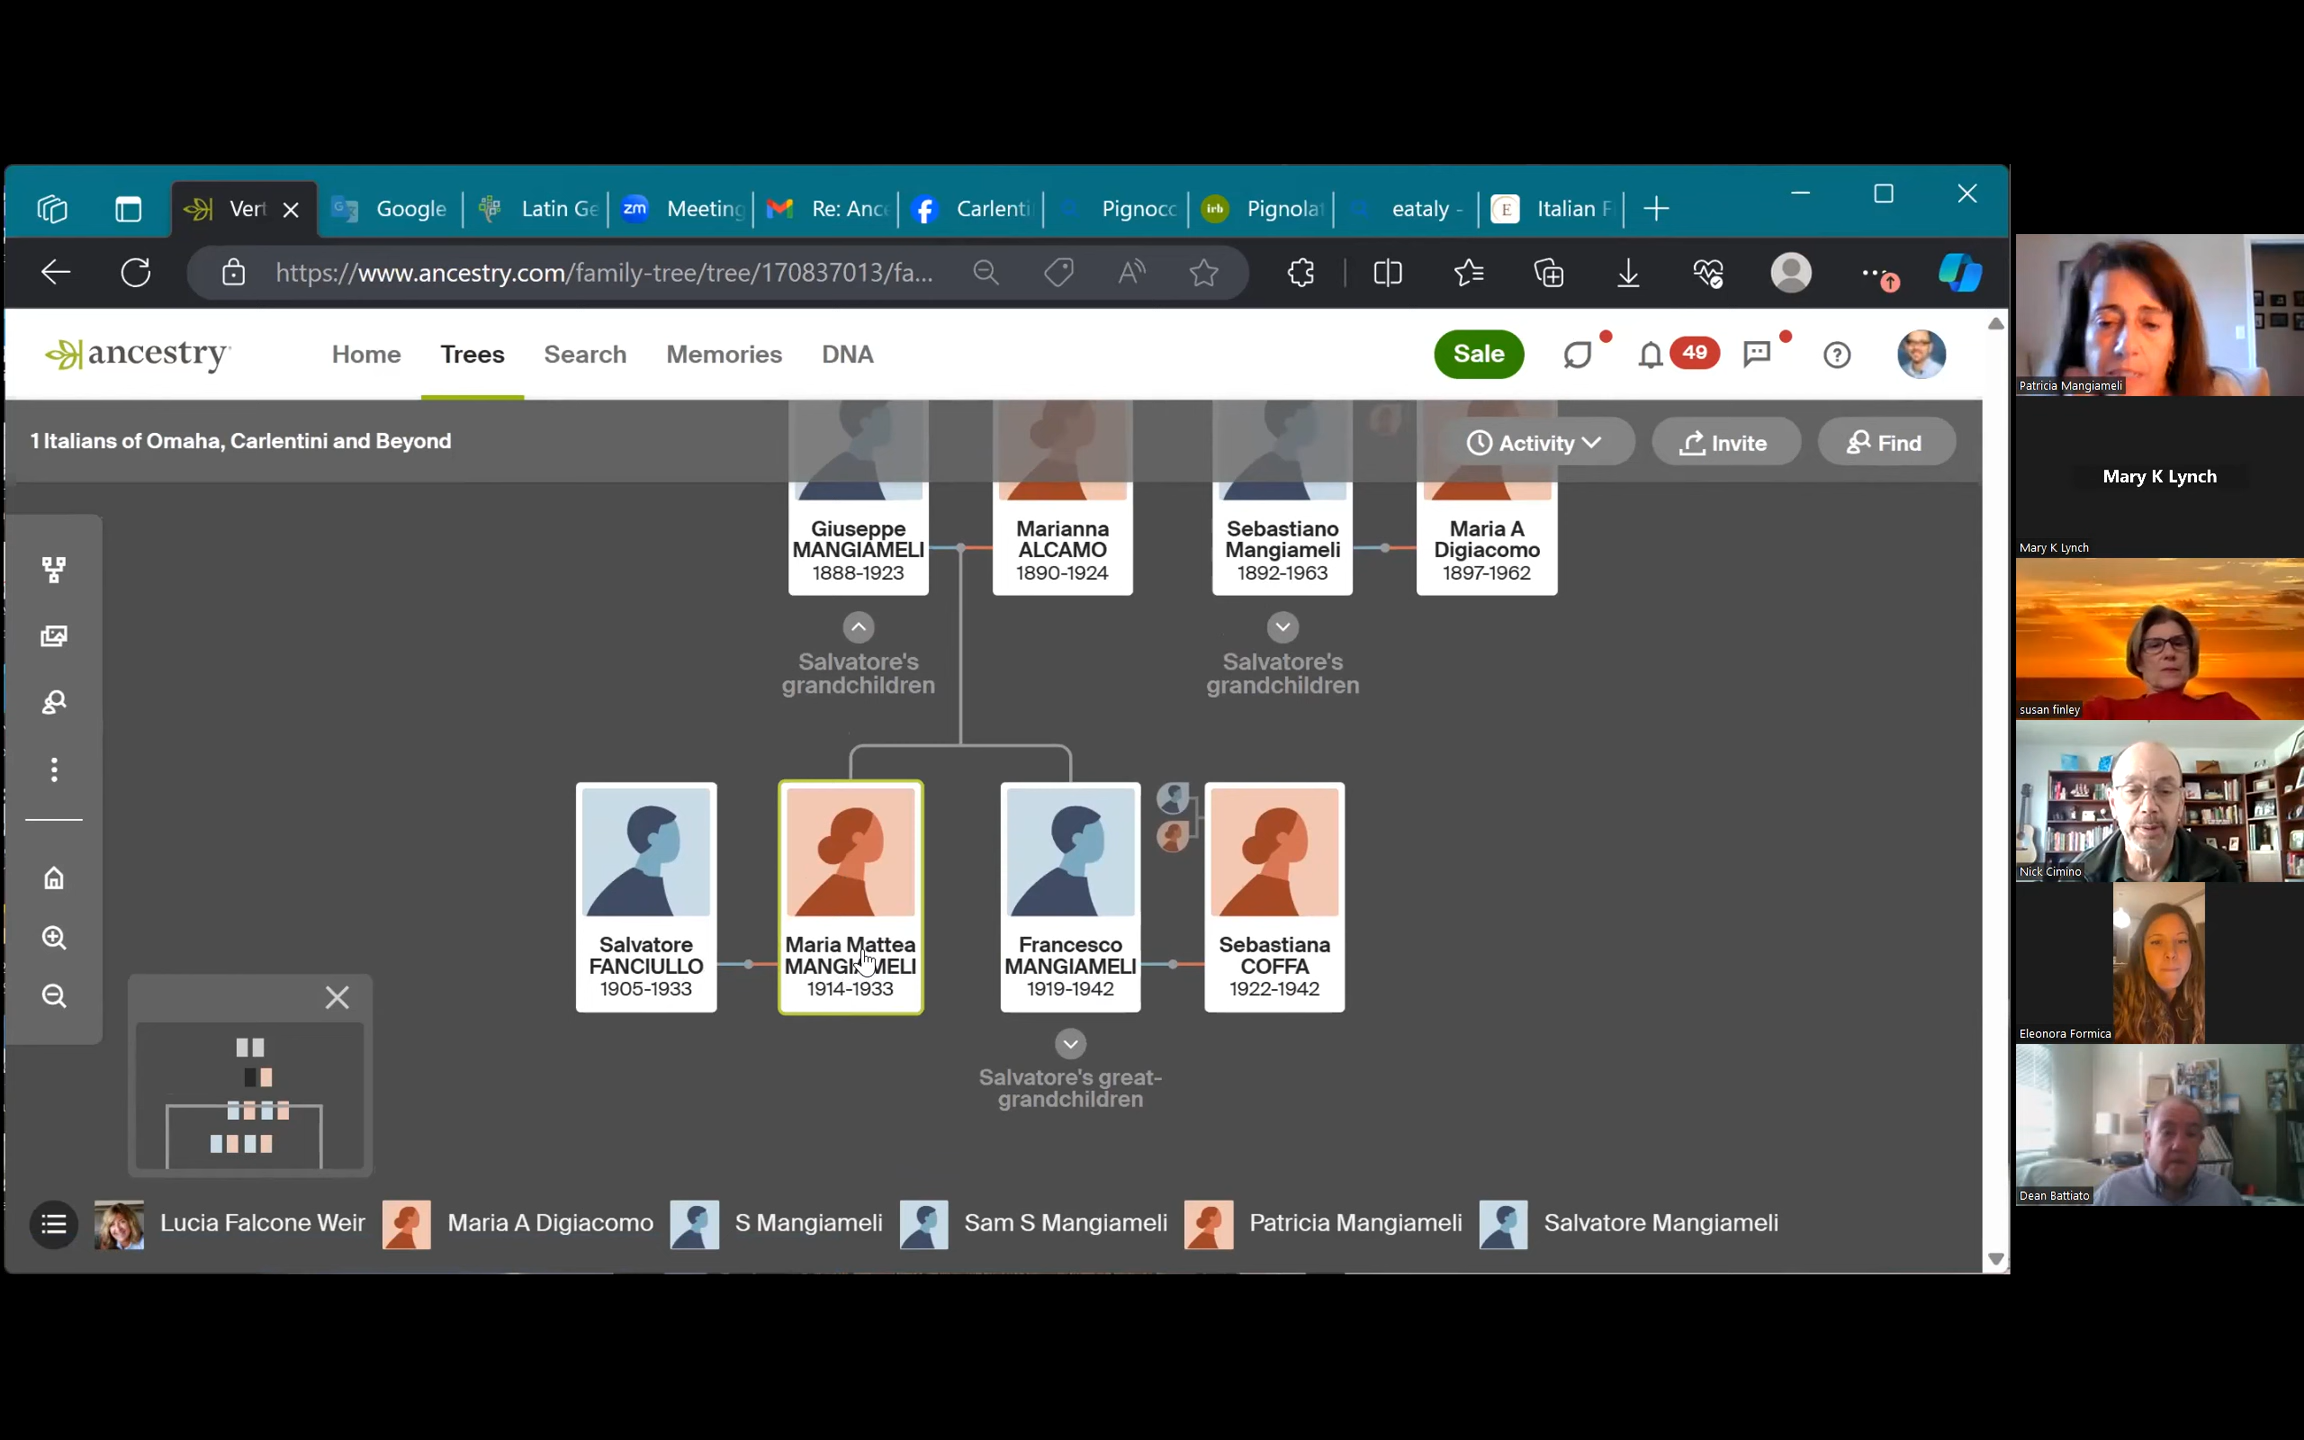 Vert
Google
Latin Ge
zm
Meeting
Re: Ance
Carlenti
Pignocc
irb
Pignolat
eataly -
E
Italian F
https://www.ancestry.com/family-tree/tree/170837013/fa...
ancestry
Home
Trees
Search
Memories
DNA
Sale
49
1 Italians of Omaha, Carlentini and Beyond
Activity
Invite
Find
Giuseppe
MANGIAMELI
1888-1923
Marianna
ALCAMO
1890-1924
Sebastiano
Mangiameli
1892-1963
Maria A
Digiacomo
1897-1962
Salvatore's
grandchildren
Salvatore's
grandchildren
Salvatore
FANCIULLO
1905-1933
Maria Mattea
MANGIAMELI
1914-1933
Francesco
MANGIAMELI
1919-1942
Sebastiana
COFFA
1922-1942
Salvatore's great-
grandchildren
Lucia Falcone Weir
Maria A Digiacomo
S Mangiameli
Sam S Mangiameli
Patricia Mangiameli
Salvatore Mangiameli
Patricia Mangiameli
Mary K Lynch
Mary K Lynch
susan finley
Nick Cimino
Eleonora Formica
Dean Battiato